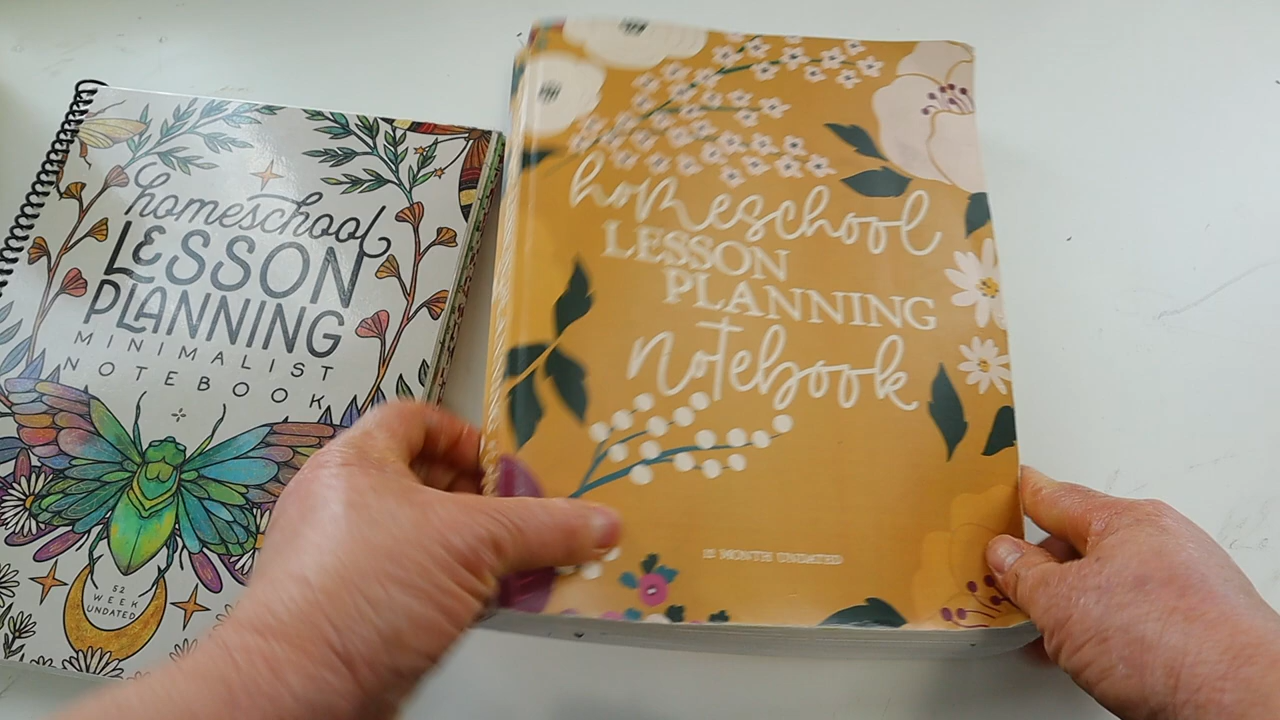 homeschool
LESSON
PLANNING
MINIMALIST
NOTEBOOK
52
WEEK
UNDATED
homeschool
LESSON
PLANNING
notebook
12 MONTH UNDATED